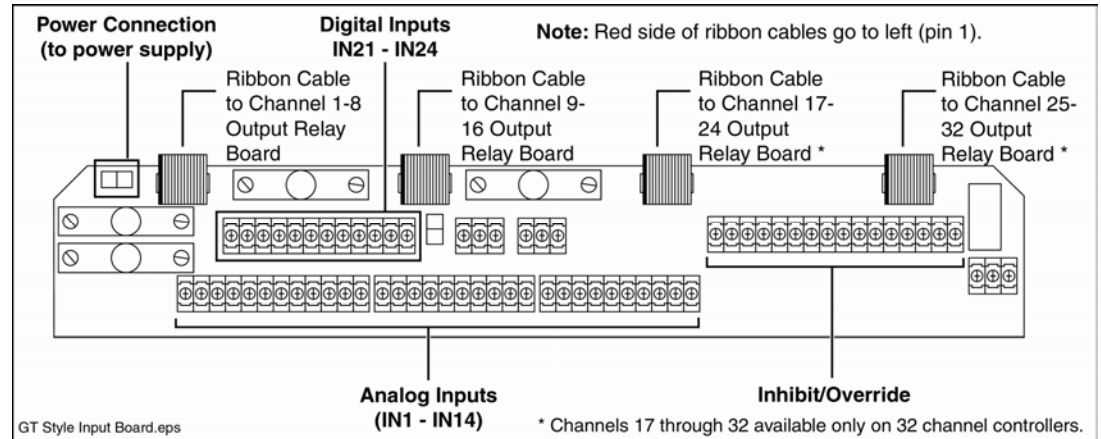 Power Connection
(to power supply)
Digital Inputs
IN21 - IN24
Note: Red side of ribbon cables go to left (pin 1).
Ribbon Cable
to Channel 1-8
Output Relay
Board
Ribbon Cable
to Channel 9-
16 Output
Relay Board
Ribbon Cable
to Channel 17-
24 Output
Relay Board *
Ribbon Cable
to Channel 25-
32 Output
Relay Board *
Analog Inputs
(IN1 - IN14)
Inhibit/Override
GT Style Input Board.eps
* Channels 17 through 32 available only on 32 channel controllers.